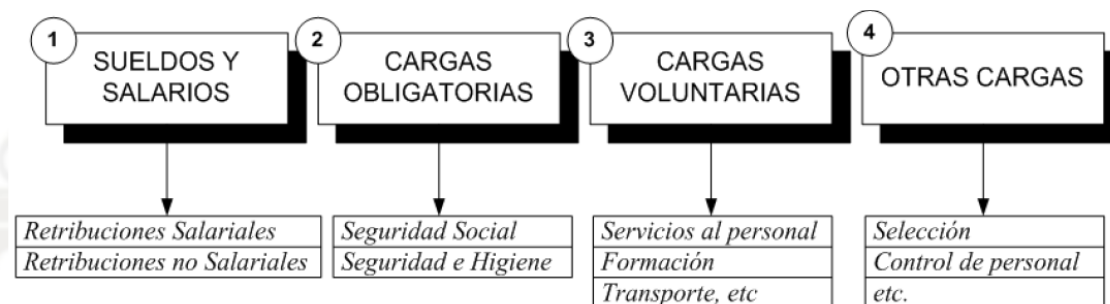 1
SUELDOS Y
SALARIOS
Retribuciones Salariales
Retribuciones no Salariales
2
CARGAS
OBLIGATORIAS
Seguridad Social
Seguridad e Higiene
3
CARGAS
VOLUNTARIAS
Servicios al personal
Formación
Transporte, etc
4
OTRAS CARGAS
Selección
Control de personal
etc.